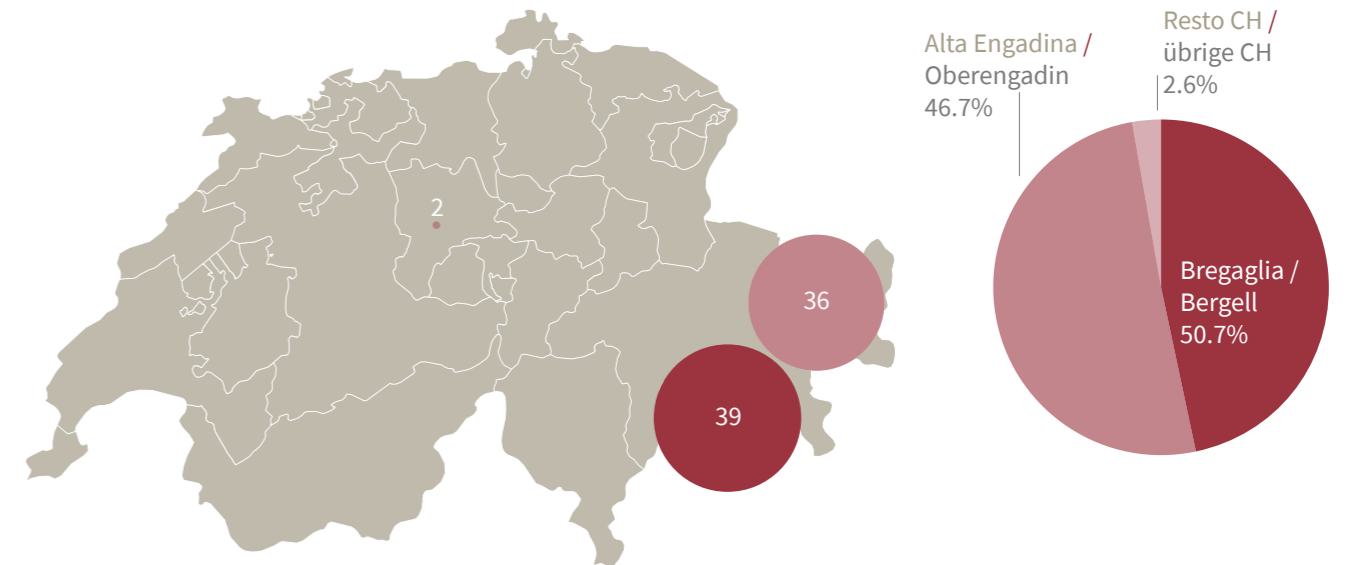 2
36
39
Alta Engadina /
Oberengadin
46.7%
Resto CH /
übrige CH
2.6%
Bregaglia /
Bergell
50.7%